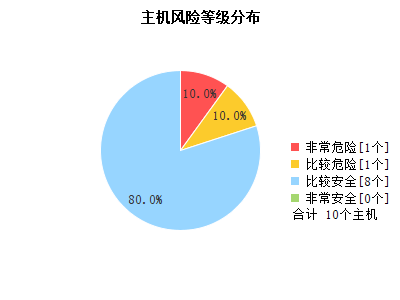 主机风险等级分布
10.0%
10.0%
80.0%
非常危险[1个]
比较危险[1个]
比较安全[8个]
非常安全[0个]
合计 10个主机